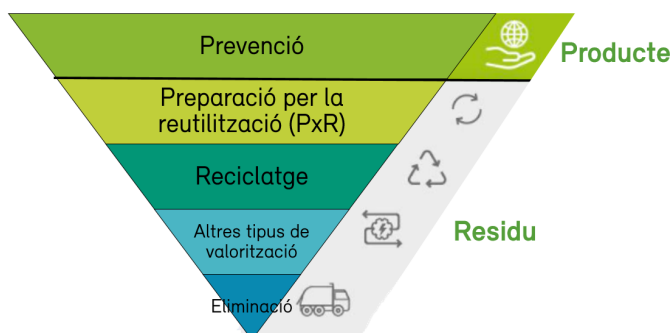 Prevenció
Producte
Preparació per la
reutilització (PxR)
Reciclatge
Altres tipus de
valorització
Residu
Eliminació